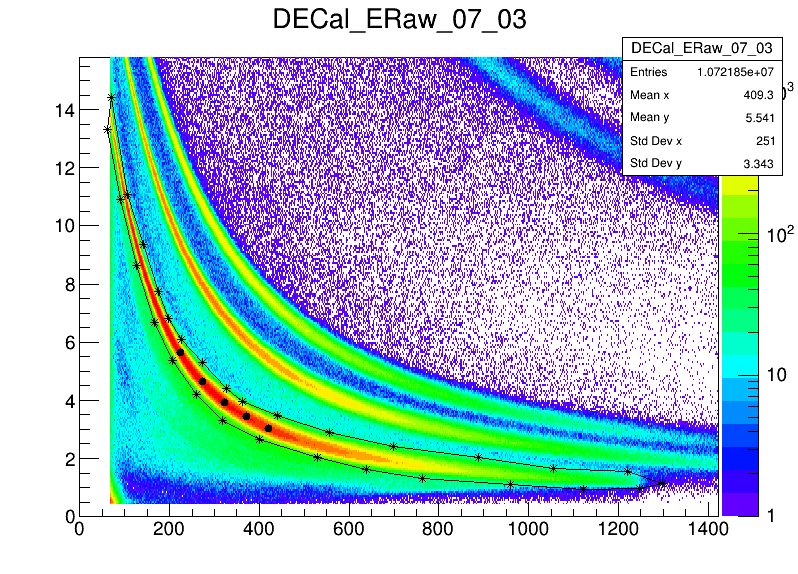 DECal_ERaw_07_03
DECal_ERaw_07_03
Entries 1.072185e+07
Mean x 409.3
Mean y 5.541
Std Dev x 251
Std Dev y 3.343
14
12
10
8
6
4
2
0
0 200 400 600 800 1000 1200 1400
10²
10
1